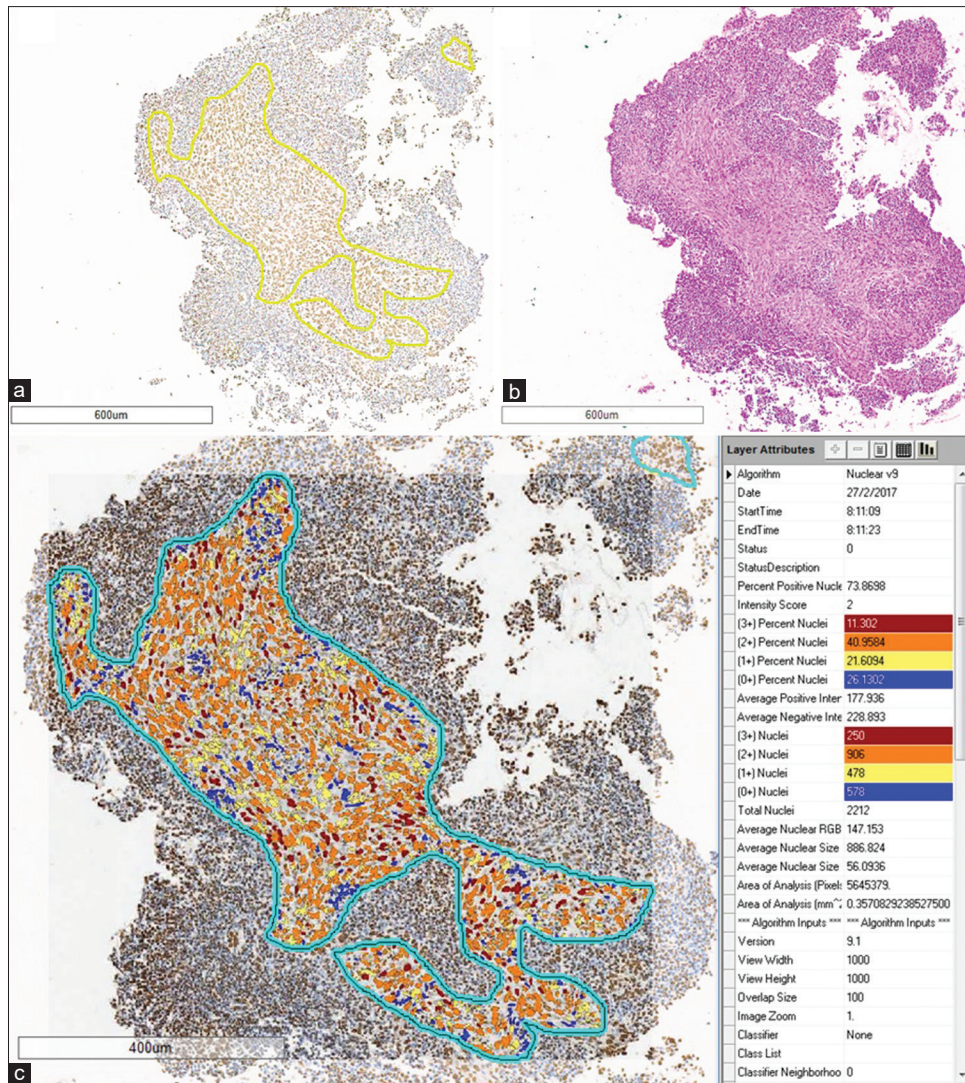 a
600um
b
600um
Layer Attributes
Algorithm Nuclear v9
Date 27/2/2017
StartTime 8:11:09
EndTime 8:11:23
Status 0
StatusDescription
Percent Positive Nucle 73.8698
Intensity Score 2
(3+) Percent Nuclei 11.302
(2+) Percent Nuclei 40.9584
(1+) Percent Nuclei 21.6094
(0+) Percent Nuclei 26.1302
Average Positive Inter 177.936
Average Negative Inte 228.893
(3+) Nuclei 250
(2+) Nuclei 906
(1+) Nuclei 478
(0+) Nuclei 578
Total Nuclei 2212
Average Nuclear RGB 147.153
Average Nuclear Size 886.824
Average Nuclear Size 56.0936
Area of Analysis (Pixels 5645379.
Area of Analysis (mm^2 0.3570829238527500
*** Algorithm Inputs *** *** Algorithm Inputs ***
Version 9.1
View Width 1000
View Height 1000
Overlap Size 100
Image Zoom 1.
Classifier None
Class List
Classifier Neighborhoo 0
400um
c